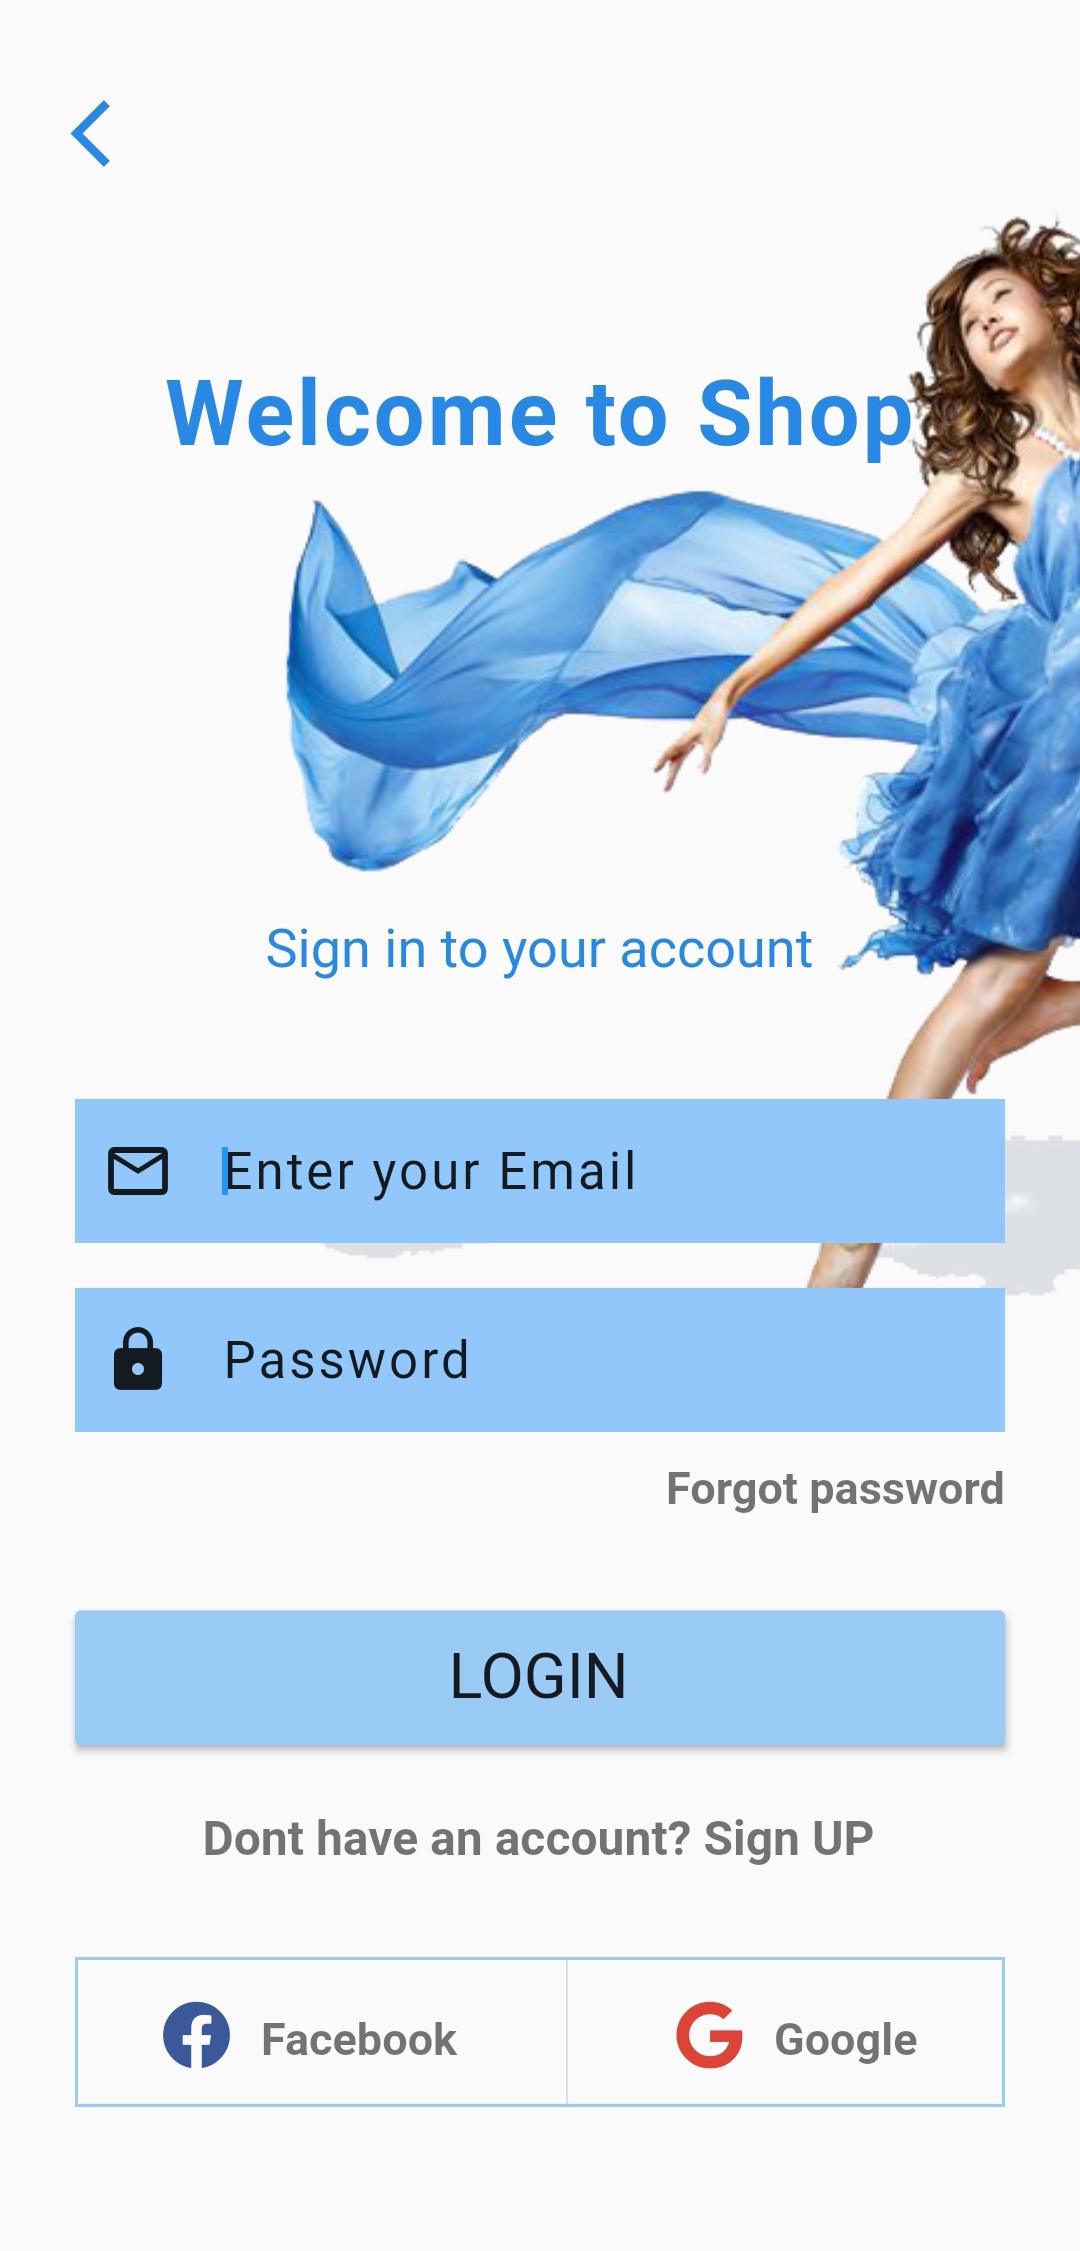 Welcome to Shop
Sign in to your account
Enter your Email
Password
Forgot password
LOGIN
Dont have an account? Sign UP
Facebook
Google